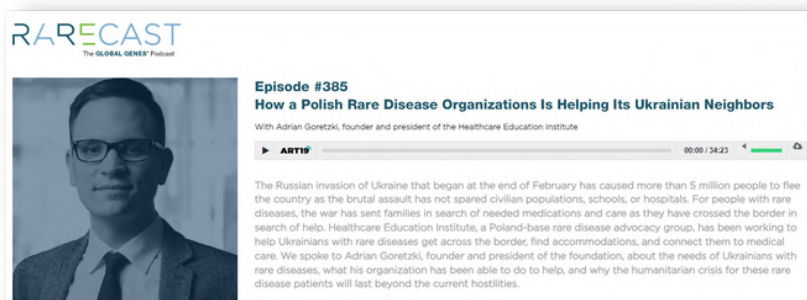 RARECAST
The GLOBAL GENES® Podcast
Episode #385
How a Polish Rare Disease Organizations Is Helping Its Ukrainian Neighbors
With Adrian Goretzki, founder and president of the Healthcare Education Institute
ART19 00:00 / 34:23
The Russian invasion of Ukraine that began at the end of February has caused more than 5 million people to flee
the country as the brutal assault has not spared civilian populations, schools, or hospitals. For people with rare
diseases, the war has sent families in search of needed medications and care as they have crossed the border in
search of help. Healthcare Education Institute, a Poland-base rare disease advocacy group, has been working to
help Ukrainians with rare diseases get across the border, find accommodations, and connect them to medical
care. We spoke to Adrian Goretzki, founder and president of the foundation, about the needs of Ukrainians with
rare diseases, what his organization has been able to do to help, and why the humanitarian crisis for these rare
disease patients will last beyond the current hostilities.